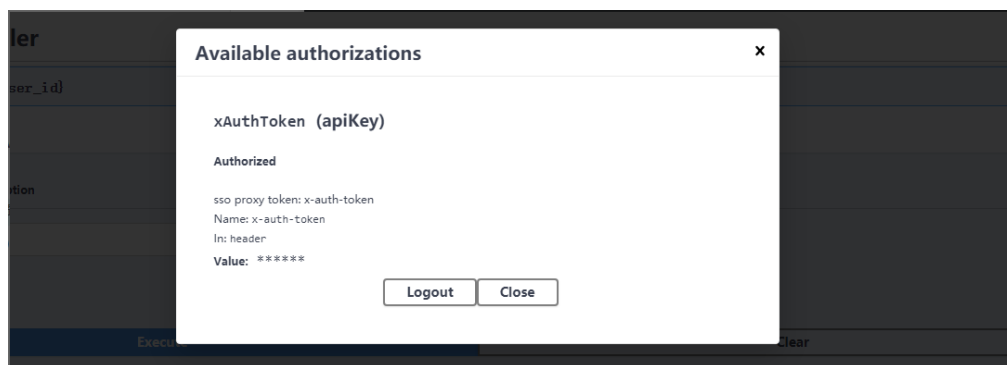 ler
Available authorizations
x
ser_id}
xAuthToken (apiKey)
Authorized
tion
sso proxy token: x-auth-token
Name: x-auth-token
In: header
Value: ******
Logout Close
Execute
Clear